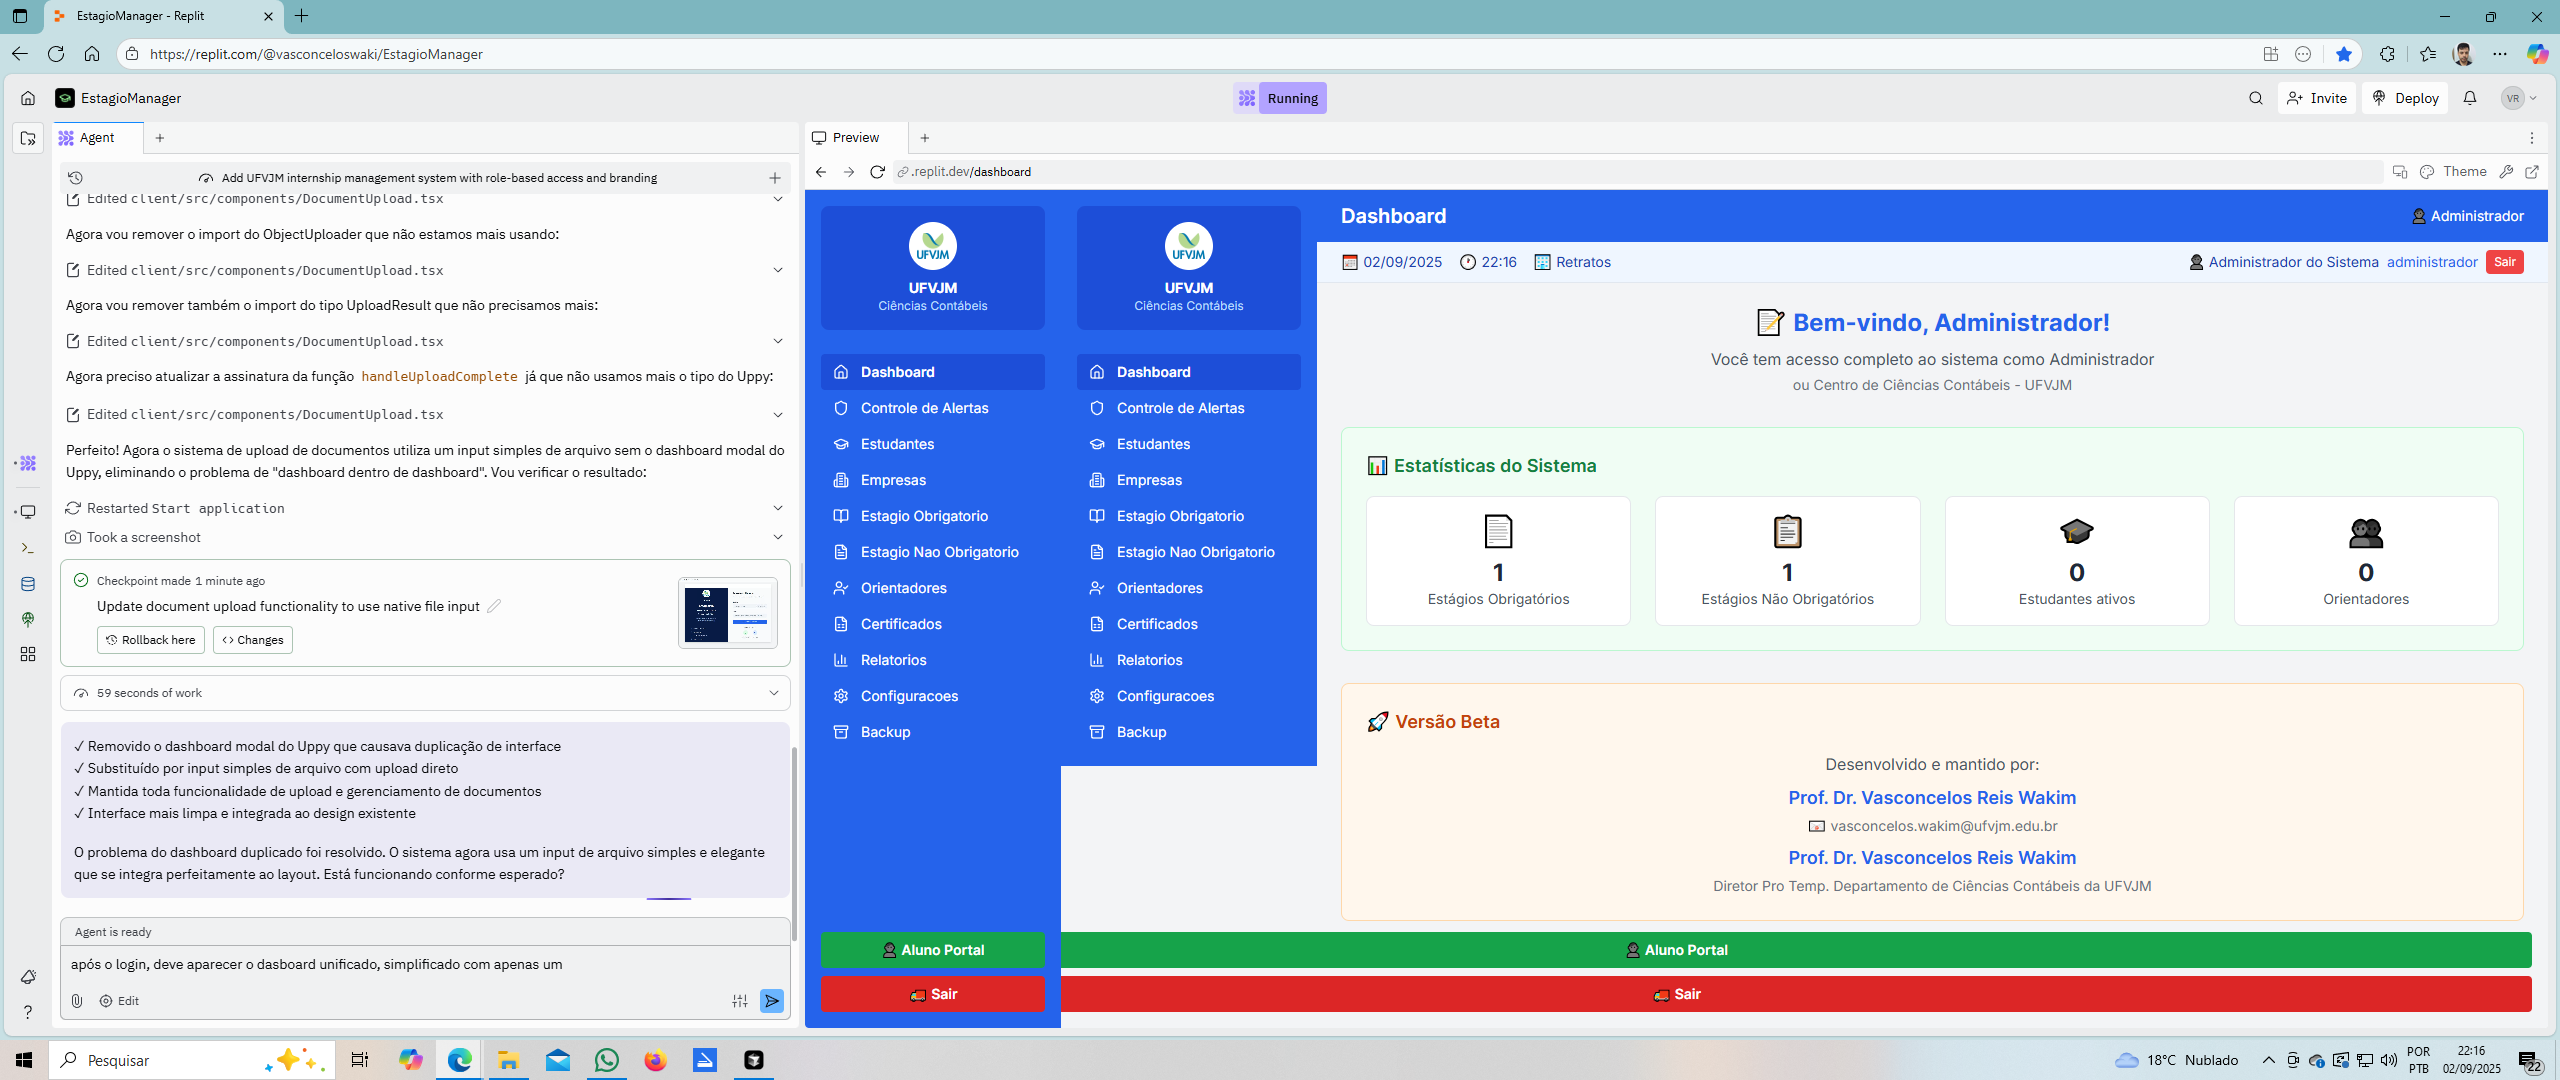 EstagioManager - Replit
https://replit.com/@vasconceloswaki/EstagioManager
EstagioManager
Running
Invite
Deploy
VR
Agent
Add UFVJM internship management system with role-based access and branding
Edited client/src/components/DocumentUpload.tsx
Agora vou remover o import do ObjectUploader que não estamos mais usando:
Edited client/src/components/DocumentUpload.tsx
Agora vou remover também o import do tipo UploadResult que não precisamos mais:
Edited client/src/components/DocumentUpload.tsx
Agora preciso atualizar a assinatura da função handleUploadComplete já que não usamos mais o tipo do Uppy:
Edited client/src/components/DocumentUpload.tsx
Perfeito! Agora o sistema de upload de documentos utiliza um input simples de arquivo sem o dashboard modal do
Uppy, eliminando o problema de "dashboard dentro de dashboard". Vou verificar o resultado:
Restarted Start application
Took a screenshot
Checkpoint made 1 minute ago
Update document upload functionality to use native file input
Rollback here
Changes
59 seconds of work
✓ Removido o dashboard modal do Uppy que causava duplicação de interface
✓ Substituído por input simples de arquivo com upload direto
✓ Mantida toda funcionalidade de upload e gerenciamento de documentos
✓ Interface mais limpa e integrada ao design existente
O problema do dashboard duplicado foi resolvido. O sistema agora usa um input de arquivo simples e elegante
que se integra perfeitamente ao layout. Está funcionando conforme esperado?
Agent is ready
após o login, deve aparecer o dasboard unificado, simplificado com apenas um
Edit
Preview
.replit.dev/dashboard
Theme
UFVJM
UFVJM
Ciências Contábeis
Dashboard
Controle de Alertas
Estudantes
Empresas
Estagio Obrigatorio
Estagio Nao Obrigatorio
Orientadores
Certificados
Relatorios
Configuracoes
Backup
Aluno Portal
Sair
UFVJM
UFVJM
Ciências Contábeis
Dashboard
Controle de Alertas
Estudantes
Empresas
Estagio Obrigatorio
Estagio Nao Obrigatorio
Orientadores
Certificados
Relatorios
Configuracoes
Backup
Aluno Portal
Sair
Dashboard
Administrador
02/09/2025
22:16
Retratos
Administrador do Sistema
administrador
Sair
Bem-vindo, Administrador!
Você tem acesso completo ao sistema como Administrador
ou Centro de Ciências Contábeis - UFVJM
Estatísticas do Sistema
1
Estágios Obrigatórios
1
Estágios Não Obrigatórios
0
Estudantes ativos
0
Orientadores
Versão Beta
Desenvolvido e mantido por:
Prof. Dr. Vasconcelos Reis Wakim
vasconcelos.wakim@ufvjm.edu.br
Prof. Dr. Vasconcelos Reis Wakim
Diretor Pro Temp. Departamento de Ciências Contábeis da UFVJM
Pesquisar
18°C Nublado
POR
PTB
22:16
02/09/2025
22